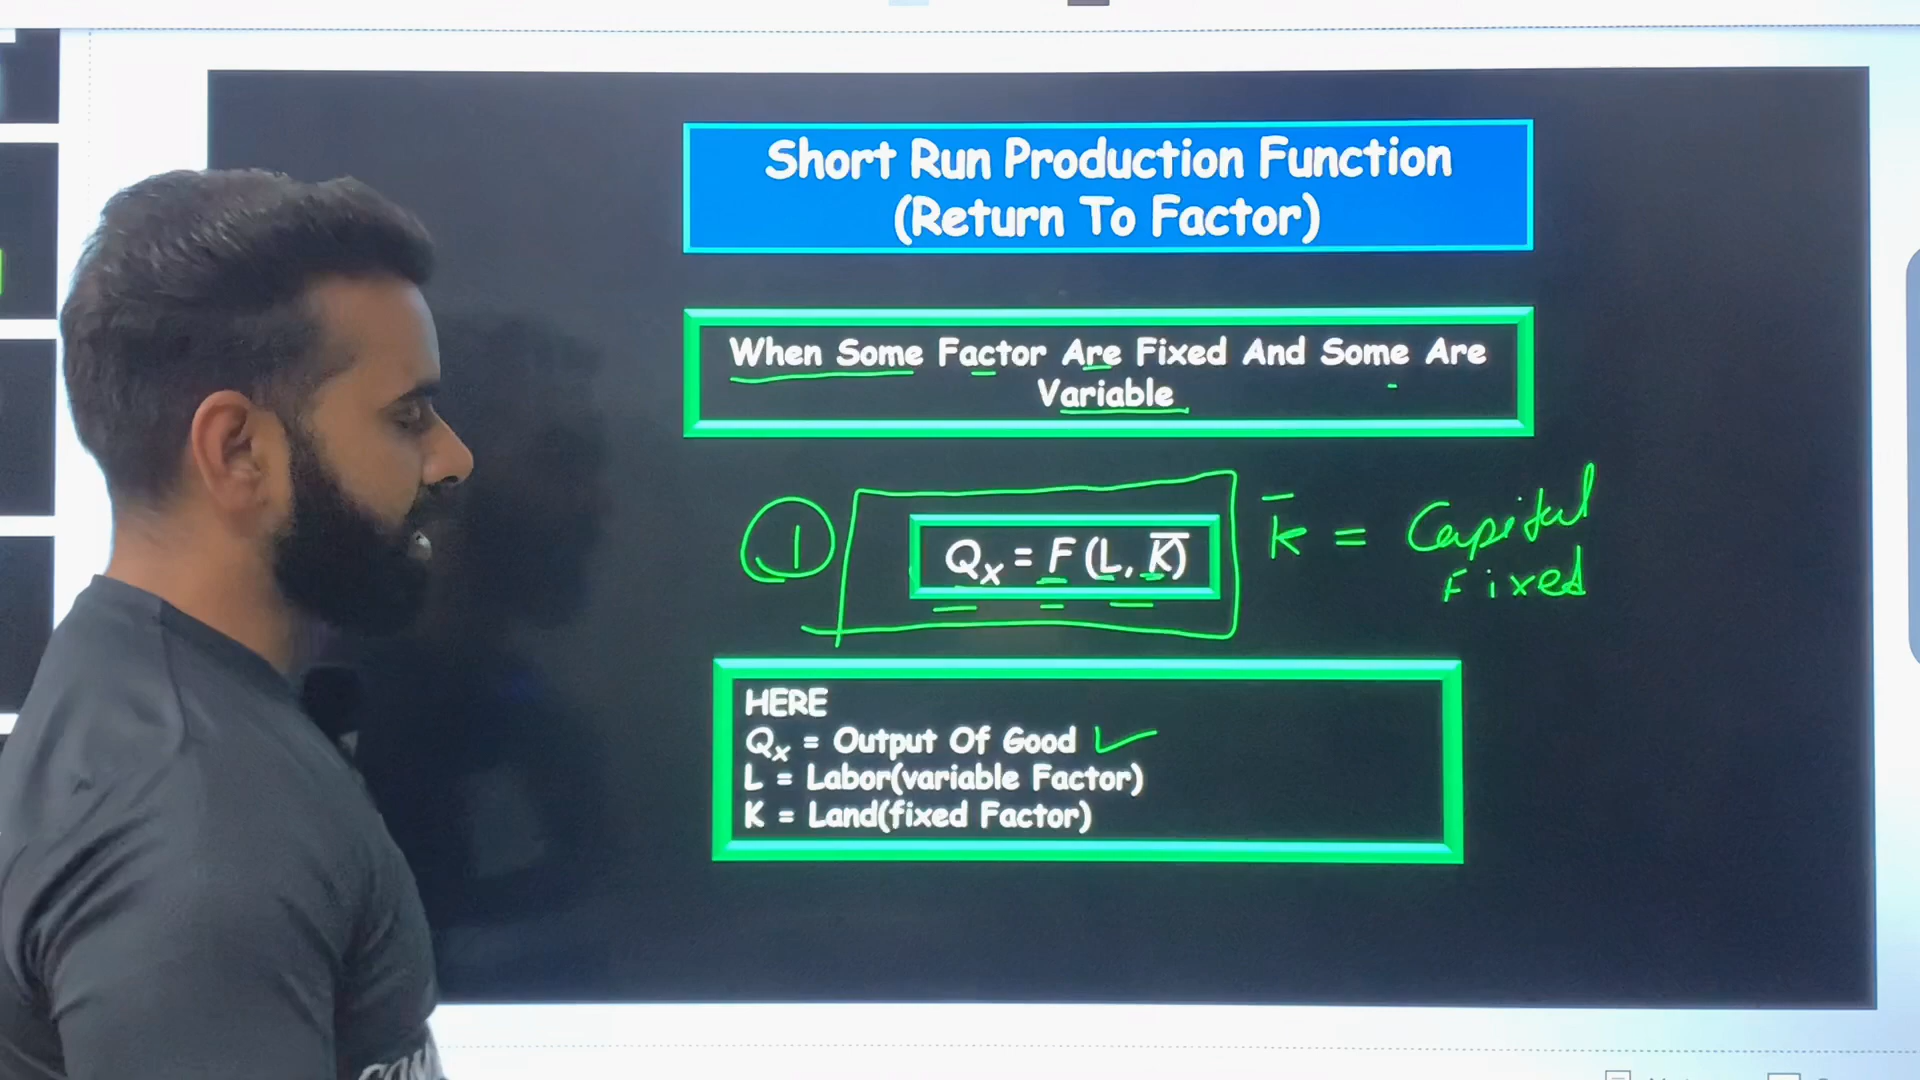 Short Run Production Function
(Return To Factor)
When Some Factor Are Fixed And Some Are
Variable
1
Qx = F (L, K̅)
k̅ = Capital
Fixed
HERE
Qx = Output Of Good ✓
L = Labor(variable Factor)
K = Land(fixed Factor)